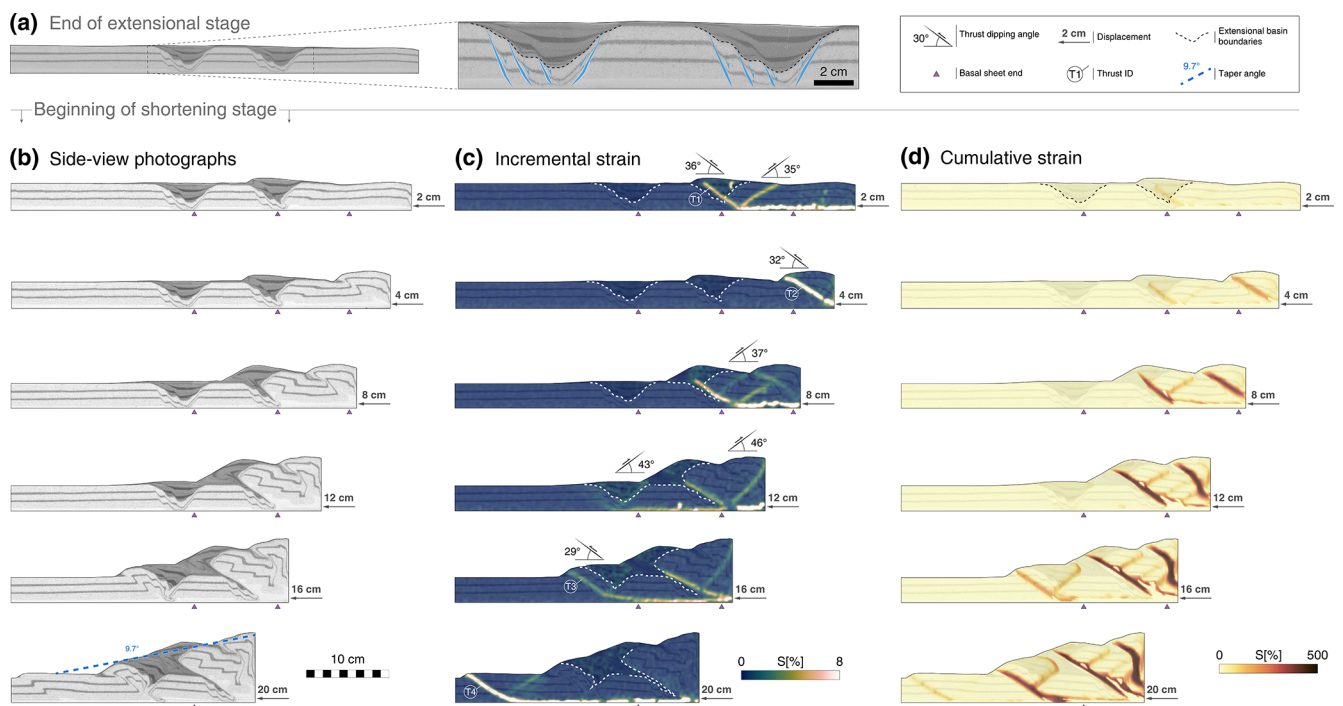 (a) End of extensional stage
2 cm
30° Thrust dipping angle
2 cm Displacement
Extensional basin
boundaries
Basal sheet end
T1 Thrust ID
9.7° Taper angle
Beginning of shortening stage
(b) Side-view photographs
(c) Incremental strain
(d) Cumulative strain
2 cm
36°
35°
T1
2 cm
2 cm
4 cm
32°
T2
4 cm
4 cm
8 cm
37°
8 cm
8 cm
12 cm
43°
46°
12 cm
12 cm
16 cm
29°
T3
16 cm
16 cm
9.7°
20 cm
10 cm
T4
20 cm
0 S[%] 8
20 cm
0 S[%] 500